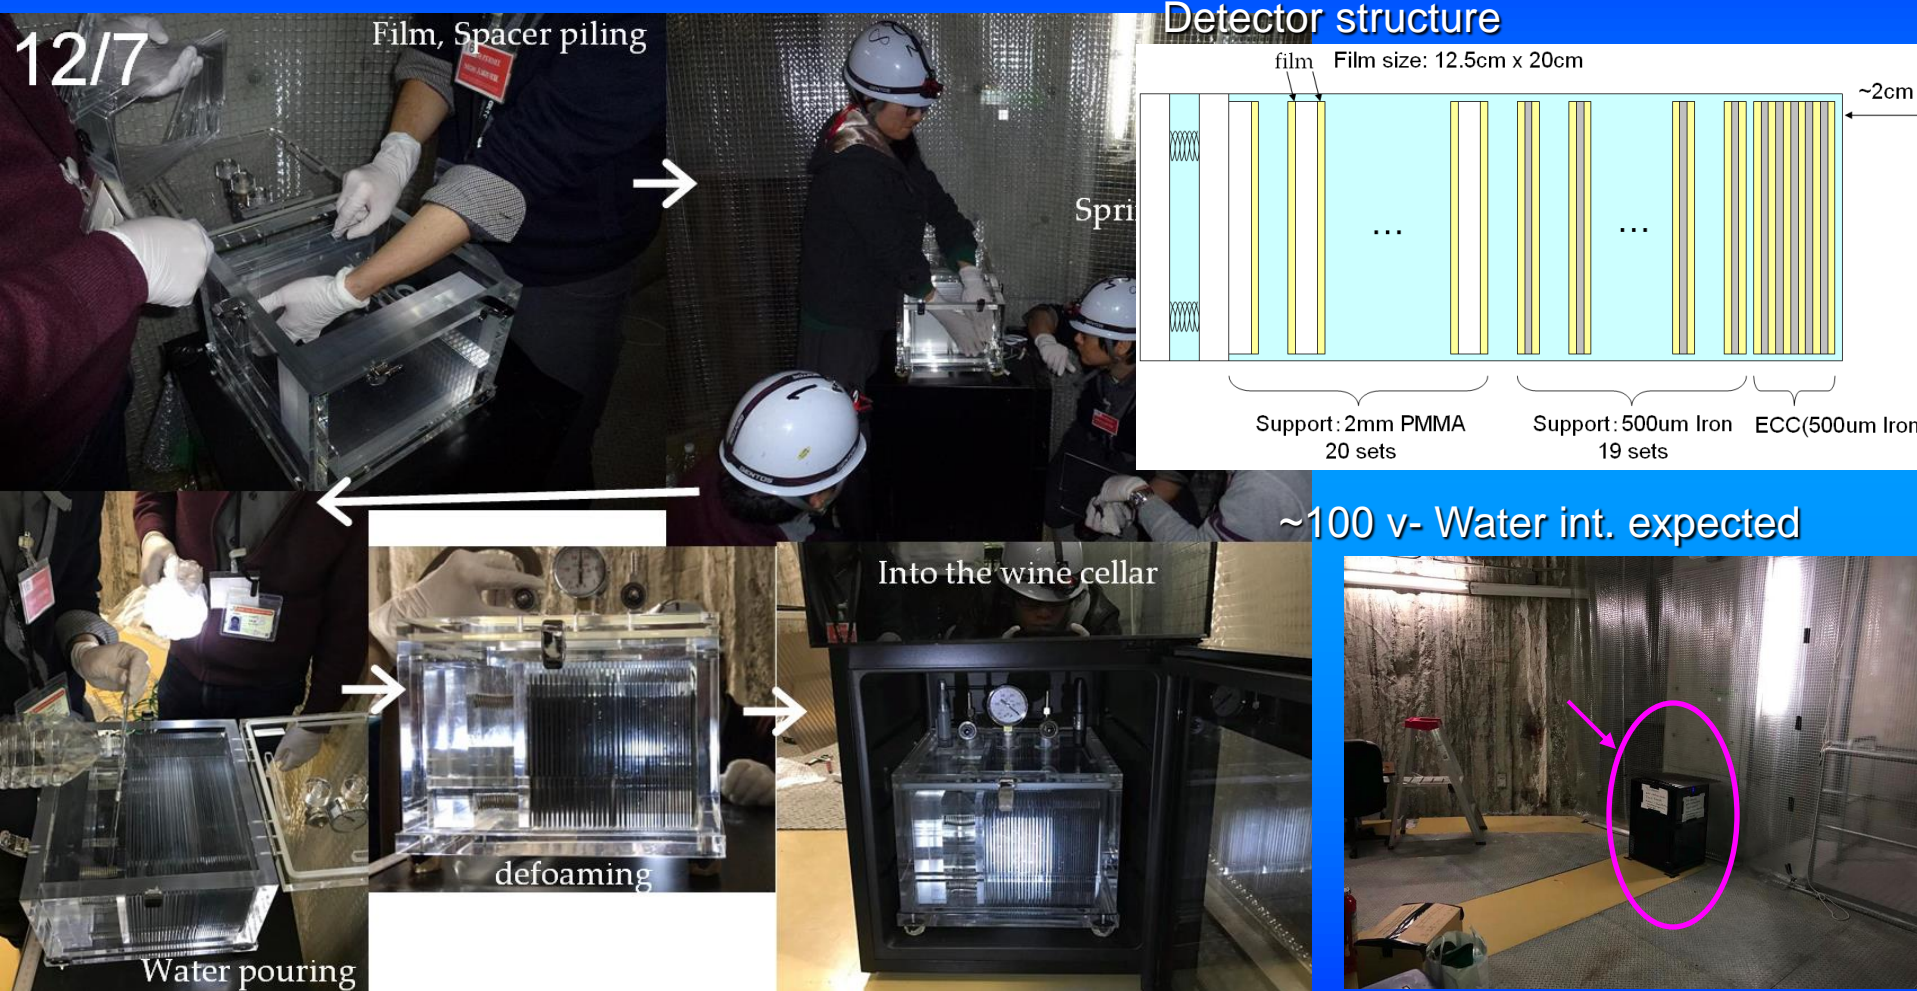 12/7
Film, Spacer piling
Detector structure
film
Film size: 12.5cm x 20cm
~2cm
...
...
Support:2mm PMMA
20 sets
Support:500um Iron
19 sets
ECC(500um Iron
~100 ν- Water int. expected
Water pouring
defoaming
Into the wine cellar
GENTOS